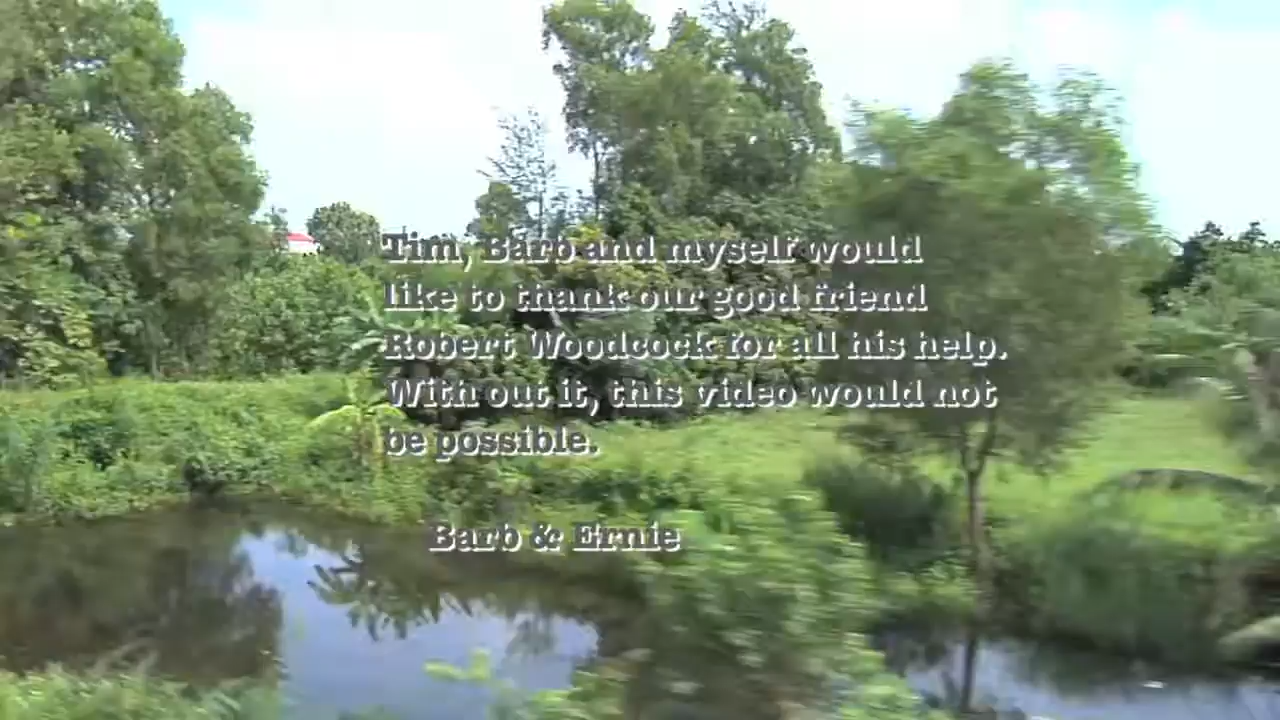 Tim, Barb and myself would
like to thank our good friend
Robert Woodcock for all his help.
With out it, this video would not
be possible.
Barb & Ernie